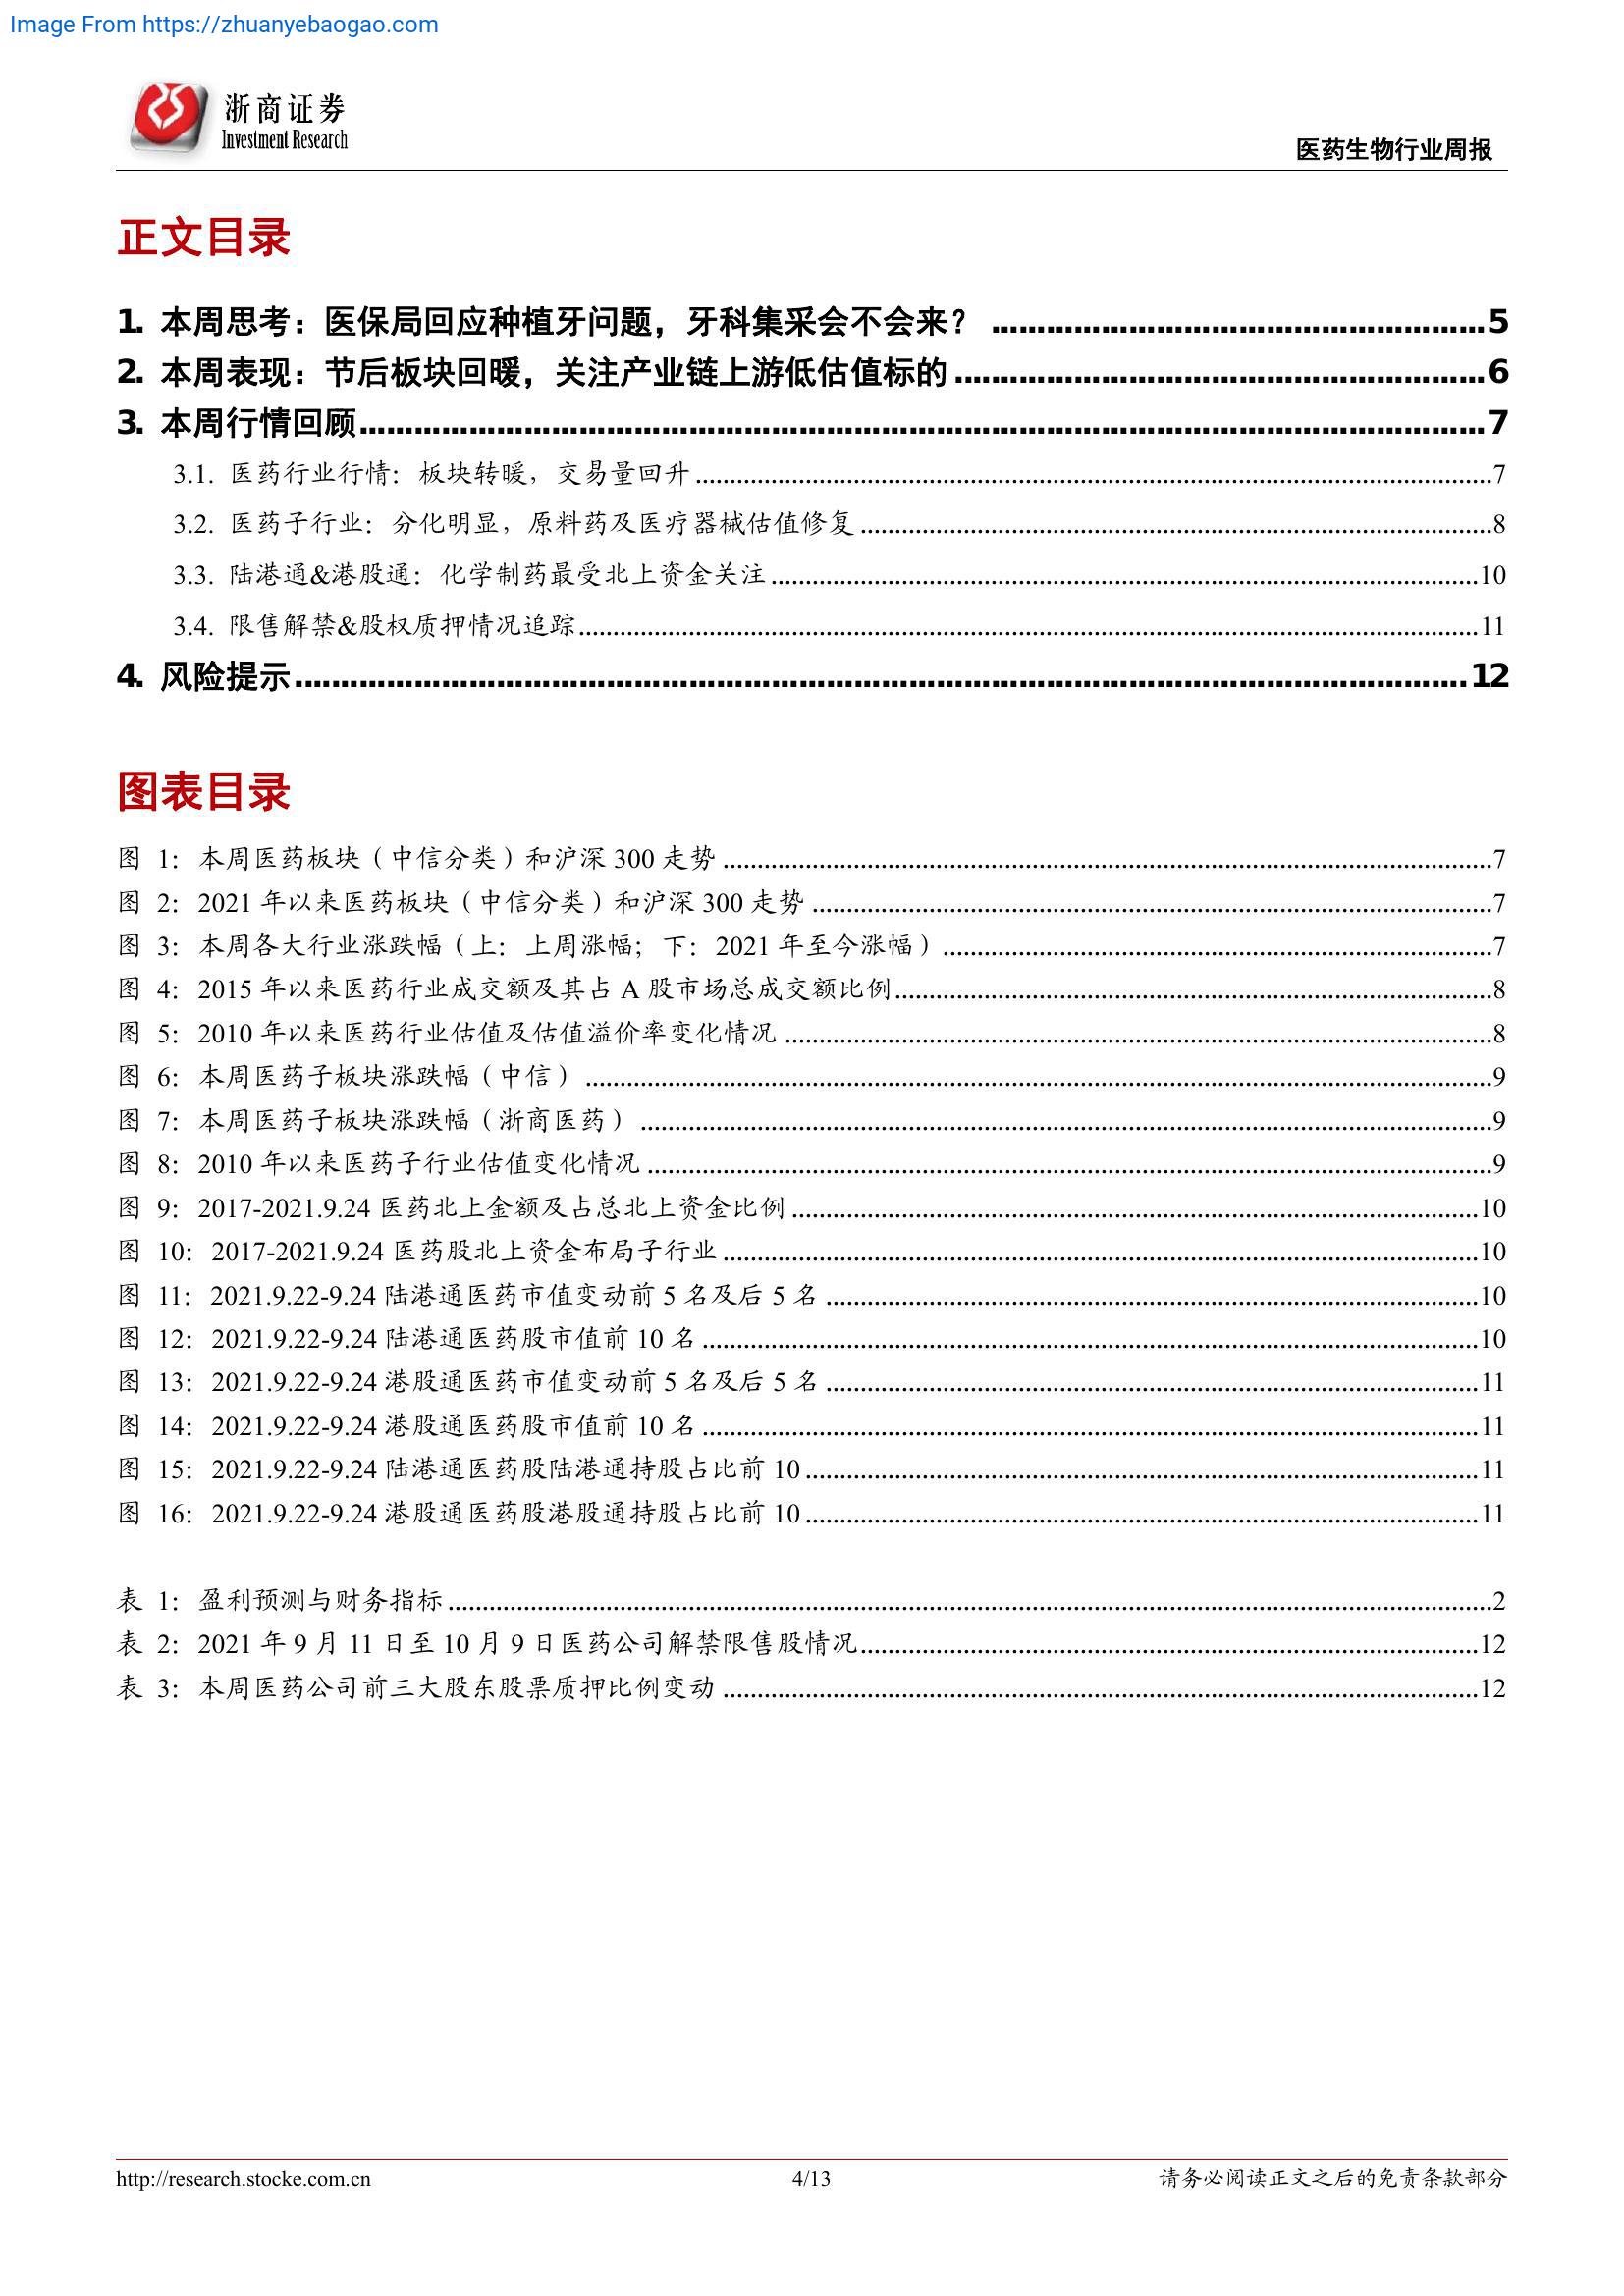 Image From https://zhuanyebaogao.com
浙商证券
Investment Research
医药生物行业周报
正文目录
1. 本周思考：医保局回应种植牙问题，牙科集采会不会来？ 5
2. 本周表现：节后板块回暖，关注产业链上游低估值标的 6
3. 本周行情回顾 7
3.1. 医药行业行情：板块转暖，交易量回升 7
3.2. 医药子行业：分化明显，原料药及医疗器械估值修复 8
3.3. 陆港通&港股通：化学制药最受北上资金关注 10
3.4. 限售解禁&股权质押情况追踪 11
4. 风险提示 12
图表目录
图 1：本周医药板块（中信分类）和沪深 300 走势 7
图 2：2021 年以来医药板块（中信分类）和沪深 300 走势 7
图 3：本周各大行业涨跌幅（上：上周涨幅；下：2021 年至今涨幅） 7
图 4：2015 年以来医药行业成交额及其占 A 股市场总成交额比例 8
图 5：2010 年以来医药行业估值及估值溢价率变化情况 8
图 6：本周医药子板块涨跌幅（中信） 9
图 7：本周医药子板块涨跌幅（浙商医药） 9
图 8：2010 年以来医药子行业估值变化情况 9
图 9：2017-2021.9.24 医药北上金额及占总北上资金比例 10
图 10：2017-2021.9.24 医药股北上资金布局子行业 10
图 11：2021.9.22-9.24 陆港通医药市值变动前 5 名及后 5 名 10
图 12：2021.9.22-9.24 陆港通医药股市值前 10 名 10
图 13：2021.9.22-9.24 港股通医药市值变动前 5 名及后 5 名 11
图 14：2021.9.22-9.24 港股通医药股市值前 10 名 11
图 15：2021.9.22-9.24 陆港通医药股陆港通持股占比前 10 11
图 16：2021.9.22-9.24 港股通医药股港股通持股占比前 10 11
表 1：盈利预测与财务指标 2
表 2：2021 年 9 月 11 日至 10 月 9 日医药公司解禁限售股情况 12
表 3：本周医药公司前三大股东股票质押比例变动 12
http://research.stocke.com.cn
4/13
请务必阅读正文之后的免责条款部分